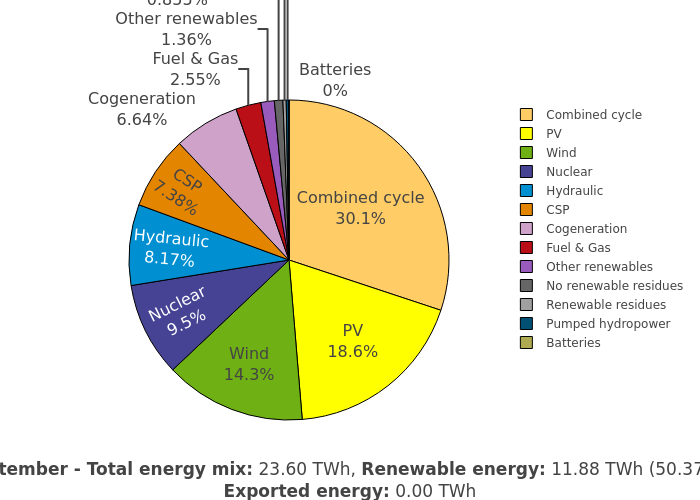 Other renewables
1.36%
Fuel & Gas
2.55%
Batteries
0%
Cogeneration
6.64%
CSP
7.38%
Combined cycle
30.1%
Hydraulic
8.17%
Nuclear
9.5%
PV
18.6%
Wind
14.3%
Combined cycle
PV
Wind
Nuclear
Hydraulic
CSP
Cogeneration
Fuel & Gas
Other renewables
No renewable residues
Renewable residues
Pumped hydropower
Batteries
tember - Total energy mix: 23.60 TWh, Renewable energy: 11.88 TWh (50.37
Exported energy: 0.00 TWh